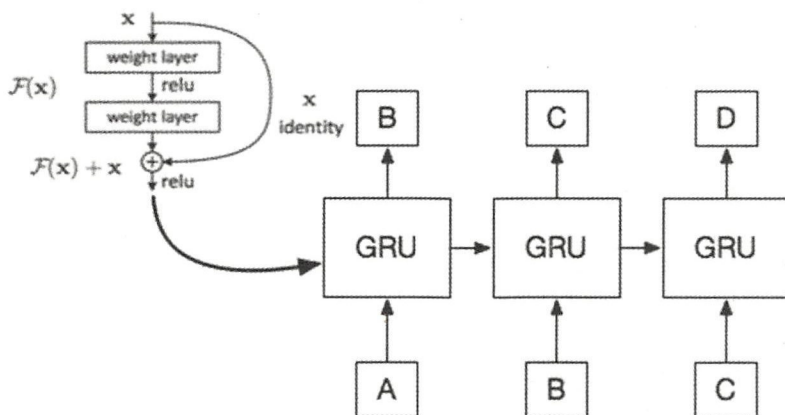 x
weight layer
F(x)
relu
weight layer
x
identity
F(x) + x
+
relu
B
C
D
GRU
GRU
GRU
A
B
C